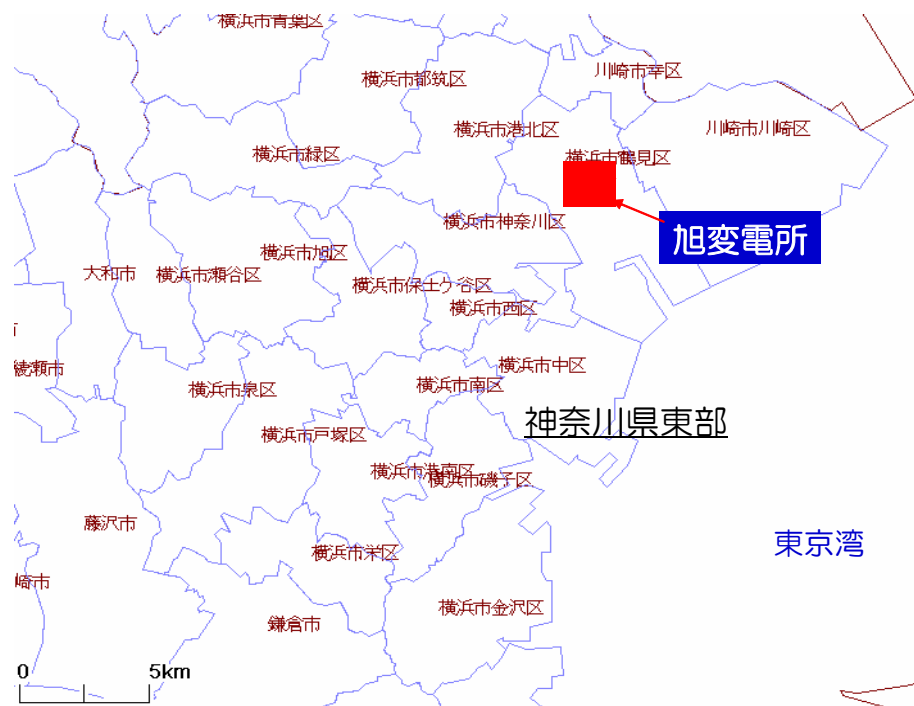 横浜市青葉区
川崎市幸区
横浜市都筑区
横浜市港北区
川崎市川崎区
横浜市緑区
横浜市鶴見区
横浜市神奈川区
旭変電所
横浜市旭区
大和市
横浜市瀬谷区
横浜市保土ケ谷区
横浜市西区
市
綾瀬市
横浜市中区
横浜市南区
横浜市泉区
神奈川県東部
横浜市戸塚区
横浜市港南区
横浜市磯子区
藤沢市
東京湾
横浜市栄区
崎市
横浜市金沢区
鎌倉市
0 5km